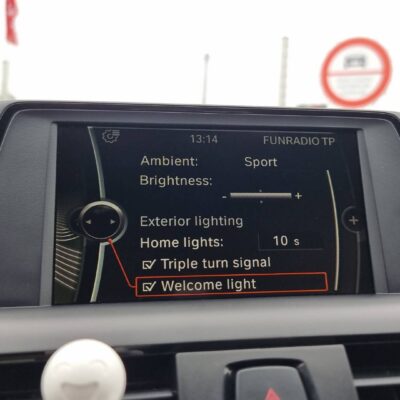 13:14 FUNRADIO TP
Ambient: Sport
Brightness:
- +
Exterior lighting
Home lights: 10 s
Triple turn signal
Welcome light